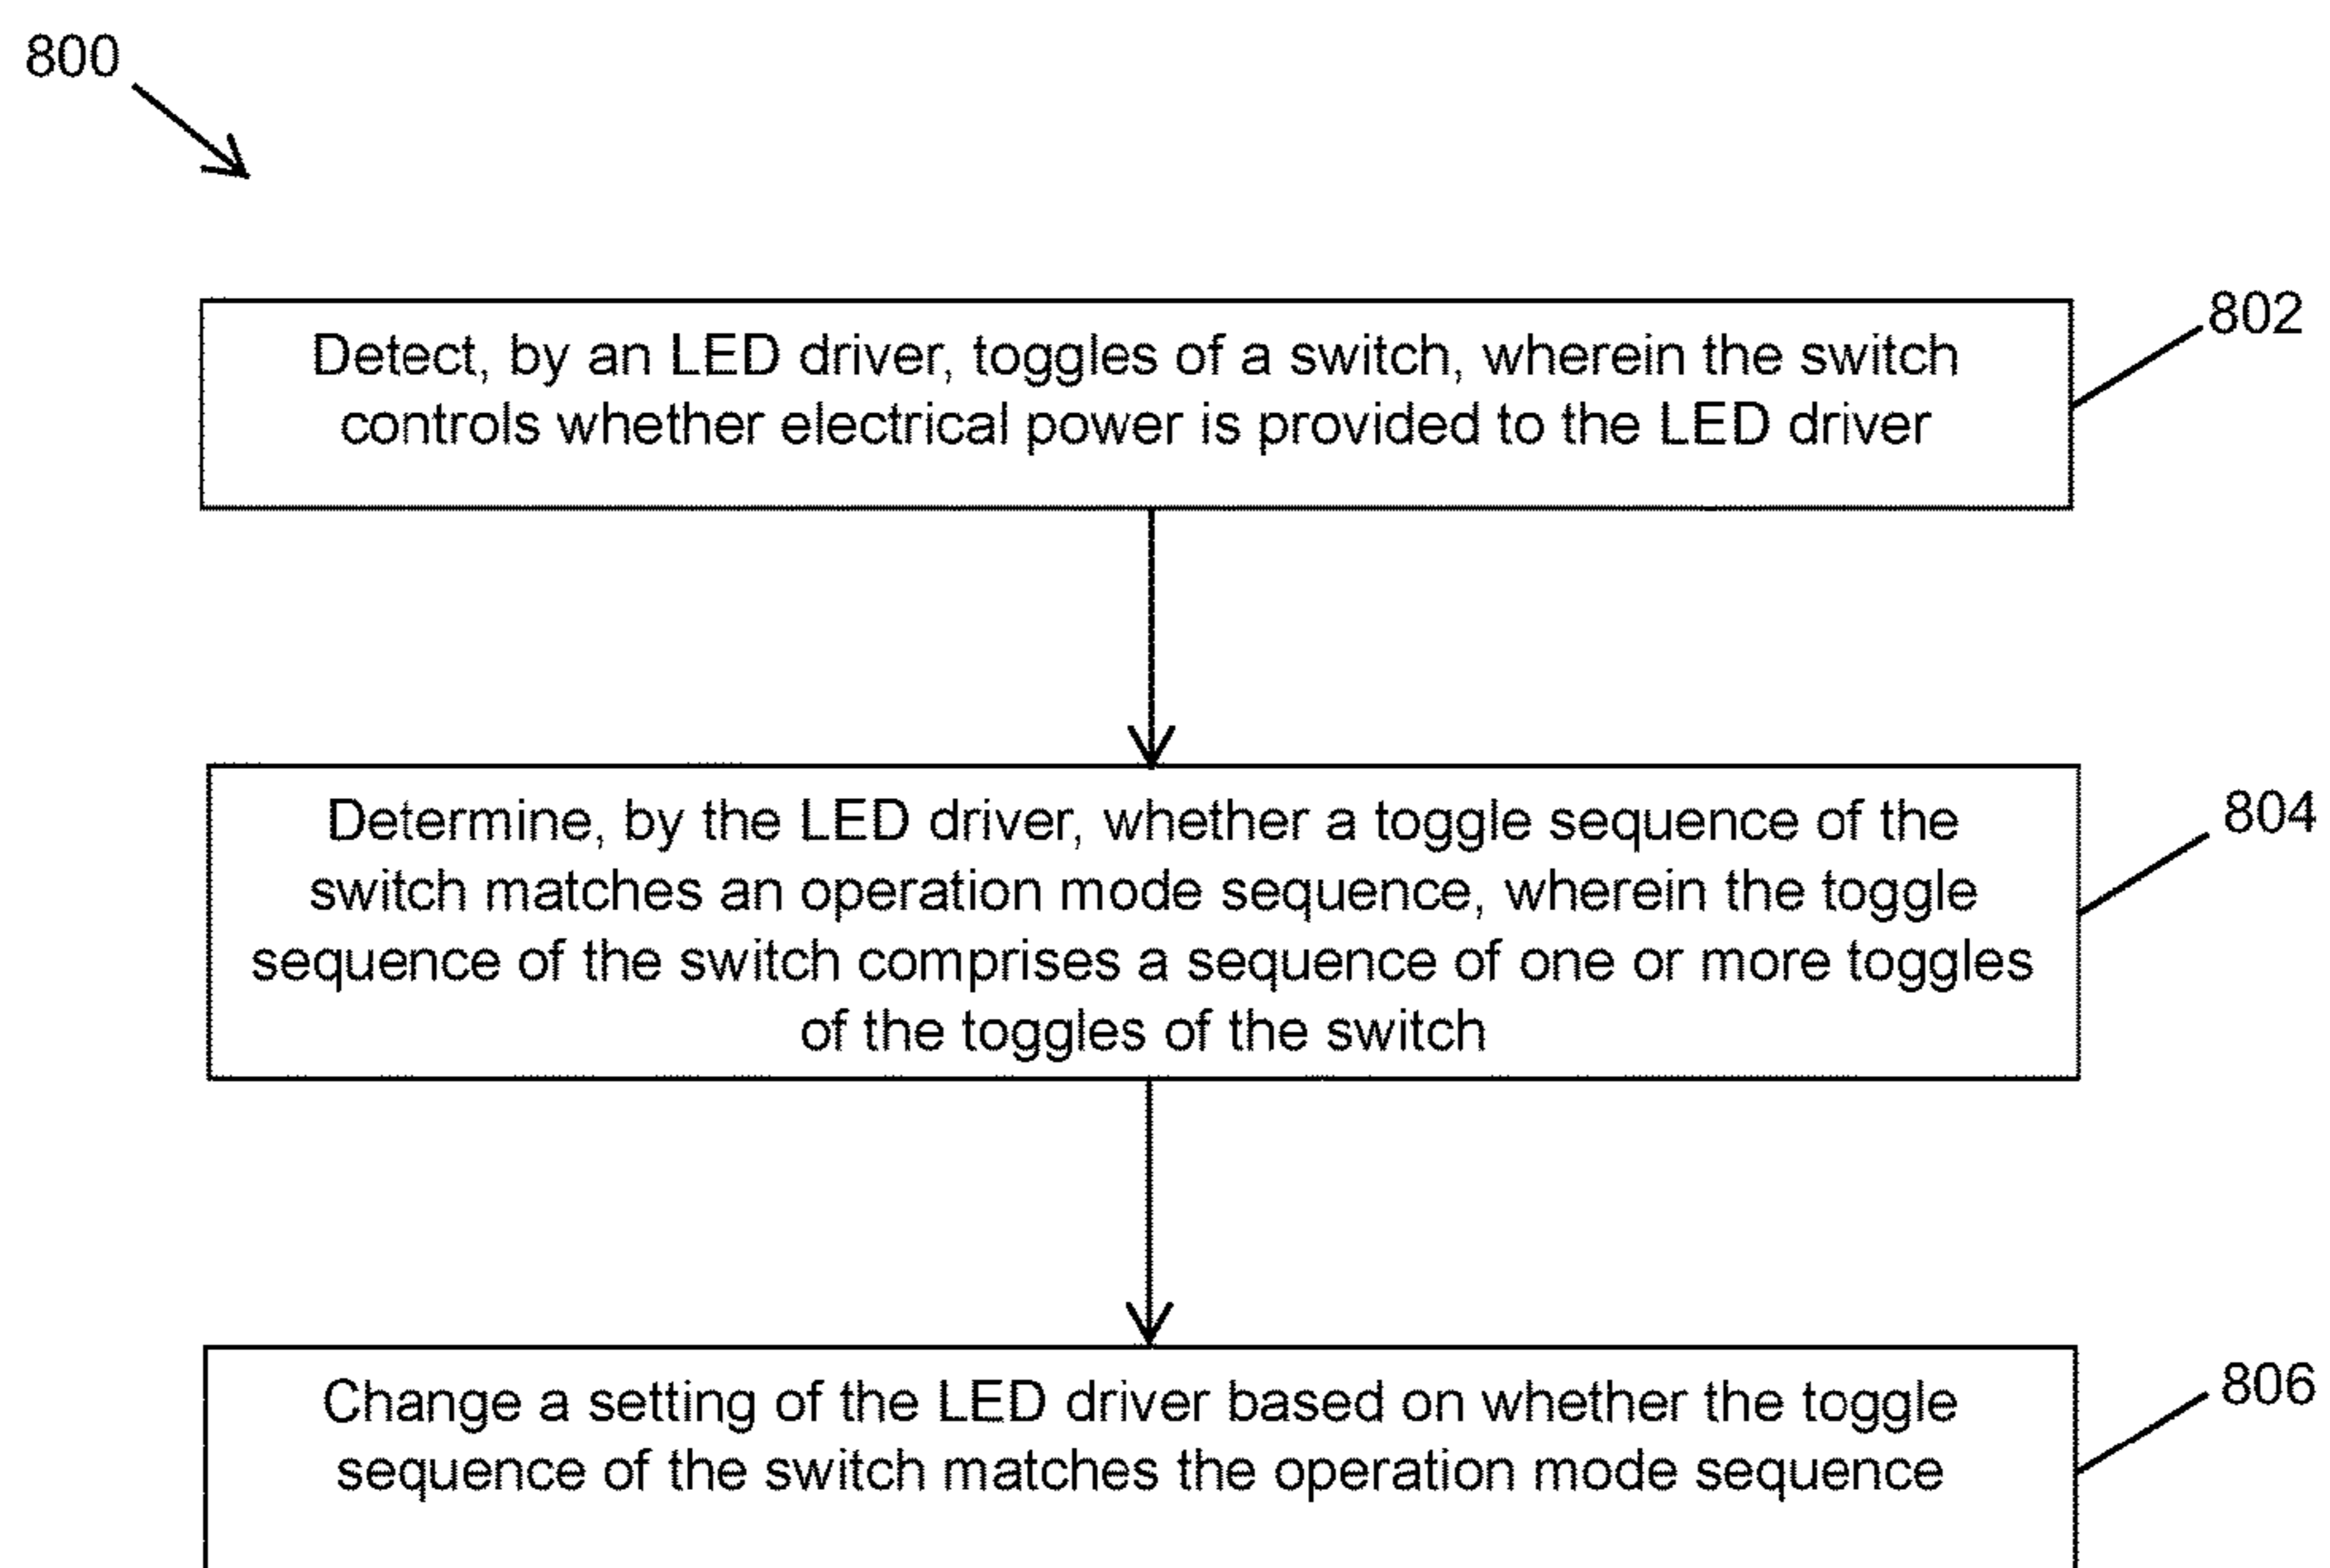 800
802
Detect, by an LED driver, toggles of a switch, wherein the switch
controls whether electrical power is provided to the LED driver
804
Determine, by the LED driver, whether a toggle sequence of the
switch matches an operation mode sequence, wherein the toggle
sequence of the switch comprises a sequence of one or more toggles
of the toggles of the switch
806
Change a setting of the LED driver based on whether the toggle
sequence of the switch matches the operation mode sequence